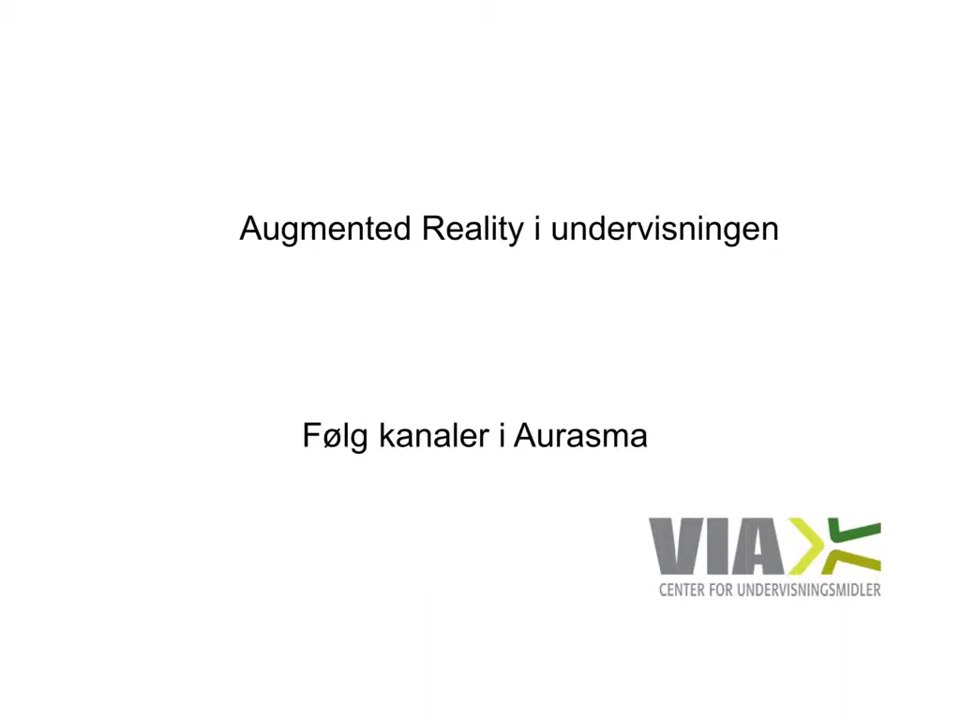 Augmented Reality i undervisningen
Følg kanaler i Aurasma
VIA
CENTER FOR UNDERVISNINGSMIDLER